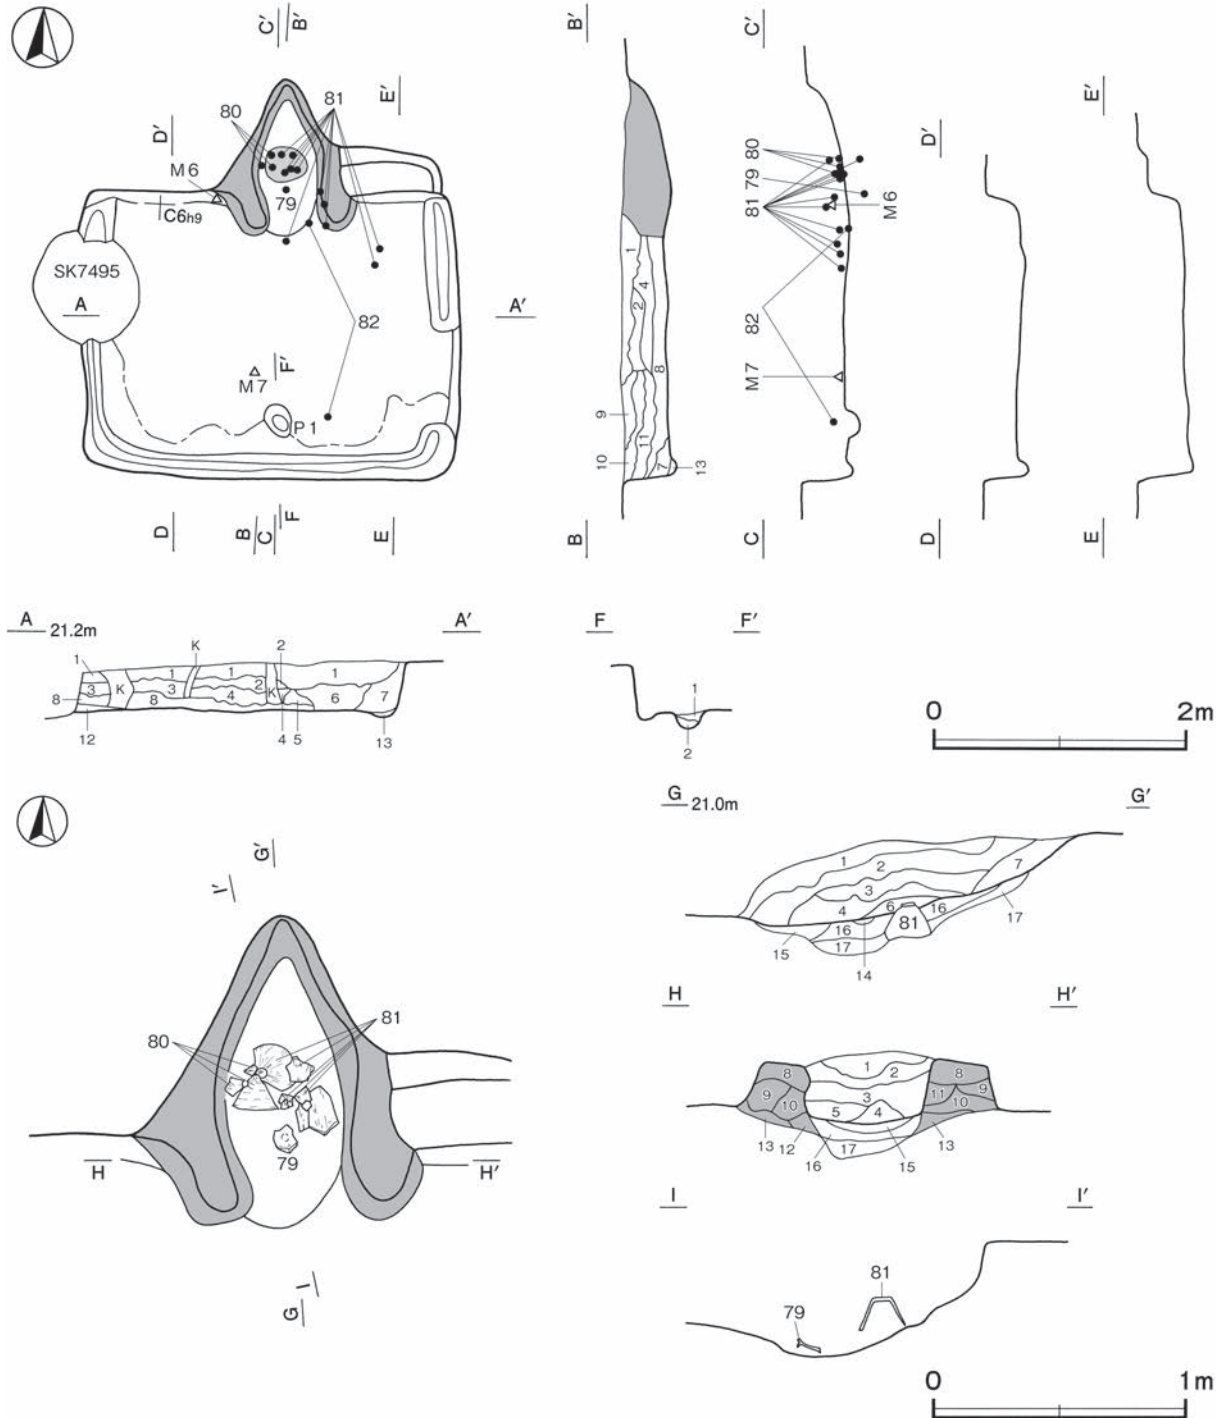 C′ B′
E′
80
81
D′
M6
79
C6h9
SK7495
A
A′
82
M7
F′
P1
D
B
C
F
E
B′
1
4
2
8
9
11
10
7
13
B
C′
80
79
81
M6
82
M7
C
D′
D
E′
E
A 21.2m
A′
K
2
1
1
1
1
3
K
3
2
K
8
8
4
6
7
12
4
5
13
F
F′
1
2
0
2m
G′
I′
80
81
79
H
H′
I
G
G 21.0m
G′
1
2
3
7
4
6
16
17
81
15
16
17
14
H
H′
8
1
2
8
9
10
3
11
9
10
5
4
13
12
16
17
15
13
I
I′
81
79
0
1m